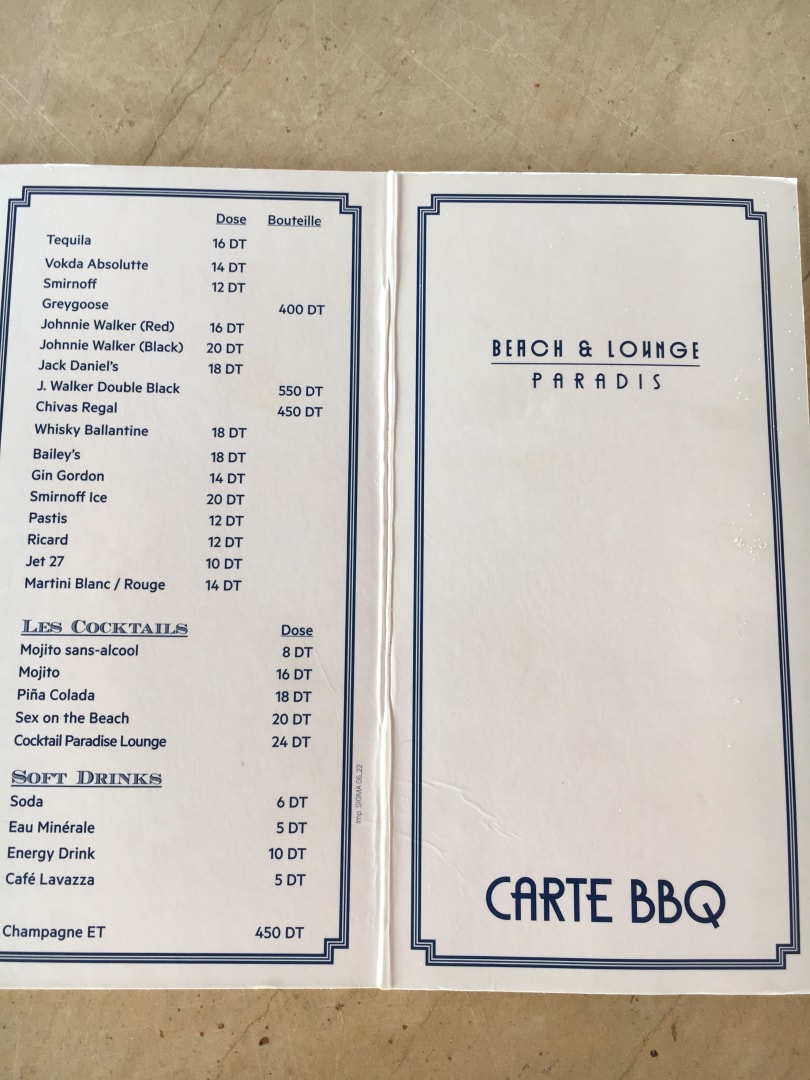 Dose Bouteille
Tequila 16 DT
Vokda Absolutte 14 DT
Smirnoff 12 DT
Greygoose 400 DT
Johnnie Walker (Red) 16 DT
Johnnie Walker (Black) 20 DT
Jack Daniel's 18 DT
J. Walker Double Black 550 DT
Chivas Regal 450 DT
Whisky Ballantine 18 DT
Bailey's 18 DT
Gin Gordon 14 DT
Smirnoff Ice 20 DT
Pastis 12 DT
Ricard 12 DT
Jet 27 10 DT
Martini Blanc / Rouge 14 DT
LES COCKTAILS Dose
Mojito sans-alcool 8 DT
Mojito 16 DT
Piña Colada 18 DT
Sex on the Beach 20 DT
Cocktail Paradise Lounge 24 DT
SOFT DRINKS
Soda 6 DT
Eau Minérale 5 DT
Energy Drink 10 DT
Café Lavazza 5 DT
Champagne ET 450 DT
Imp. SIGMA 06_22
BEACH & LOUNGE
PARADIS
CARTE BBQ